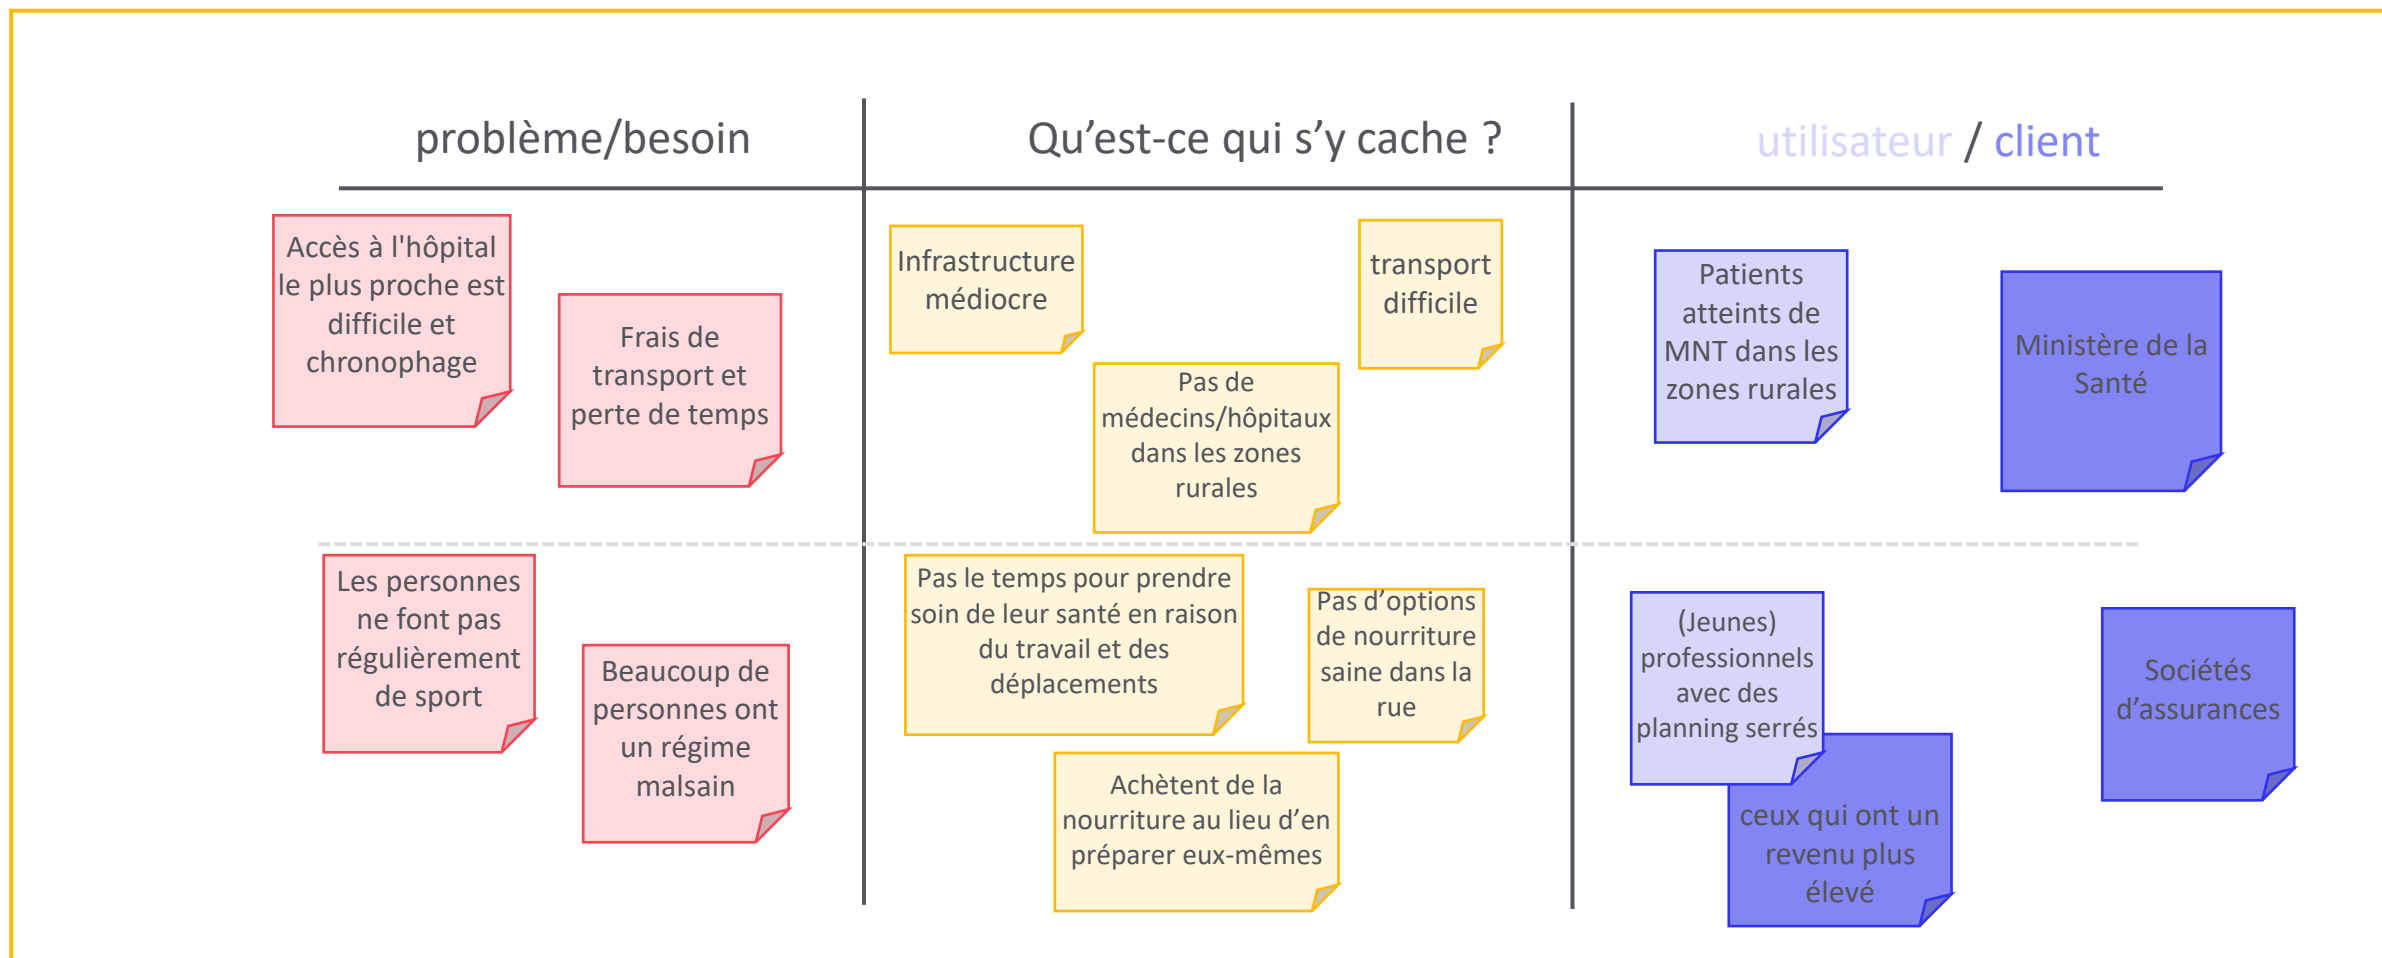 problème/besoin
Qu’est-ce qui s’y cache ?
utilisateur / client
Accès à l'hôpital
le plus proche est
difficile et
chronophage
Frais de
transport et
perte de temps
Infrastructure
médiocre
transport
difficile
Pas de
médecins/hôpitaux
dans les zones
rurales
Patients
atteints de
MNT dans les
zones rurales
Ministère de la
Santé
Les personnes
ne font pas
régulièrement
de sport
Beaucoup de
personnes ont
un régime
malsain
Pas le temps pour prendre
soin de leur santé en raison
du travail et des
déplacements
Pas d’options
de nourriture
saine dans la
rue
Achètent de la
nourriture au lieu d’en
préparer eux-mêmes
(Jeunes)
professionnels
avec des
planning serrés
ceux qui ont un
revenu plus
élevé
Sociétés
d’assurances